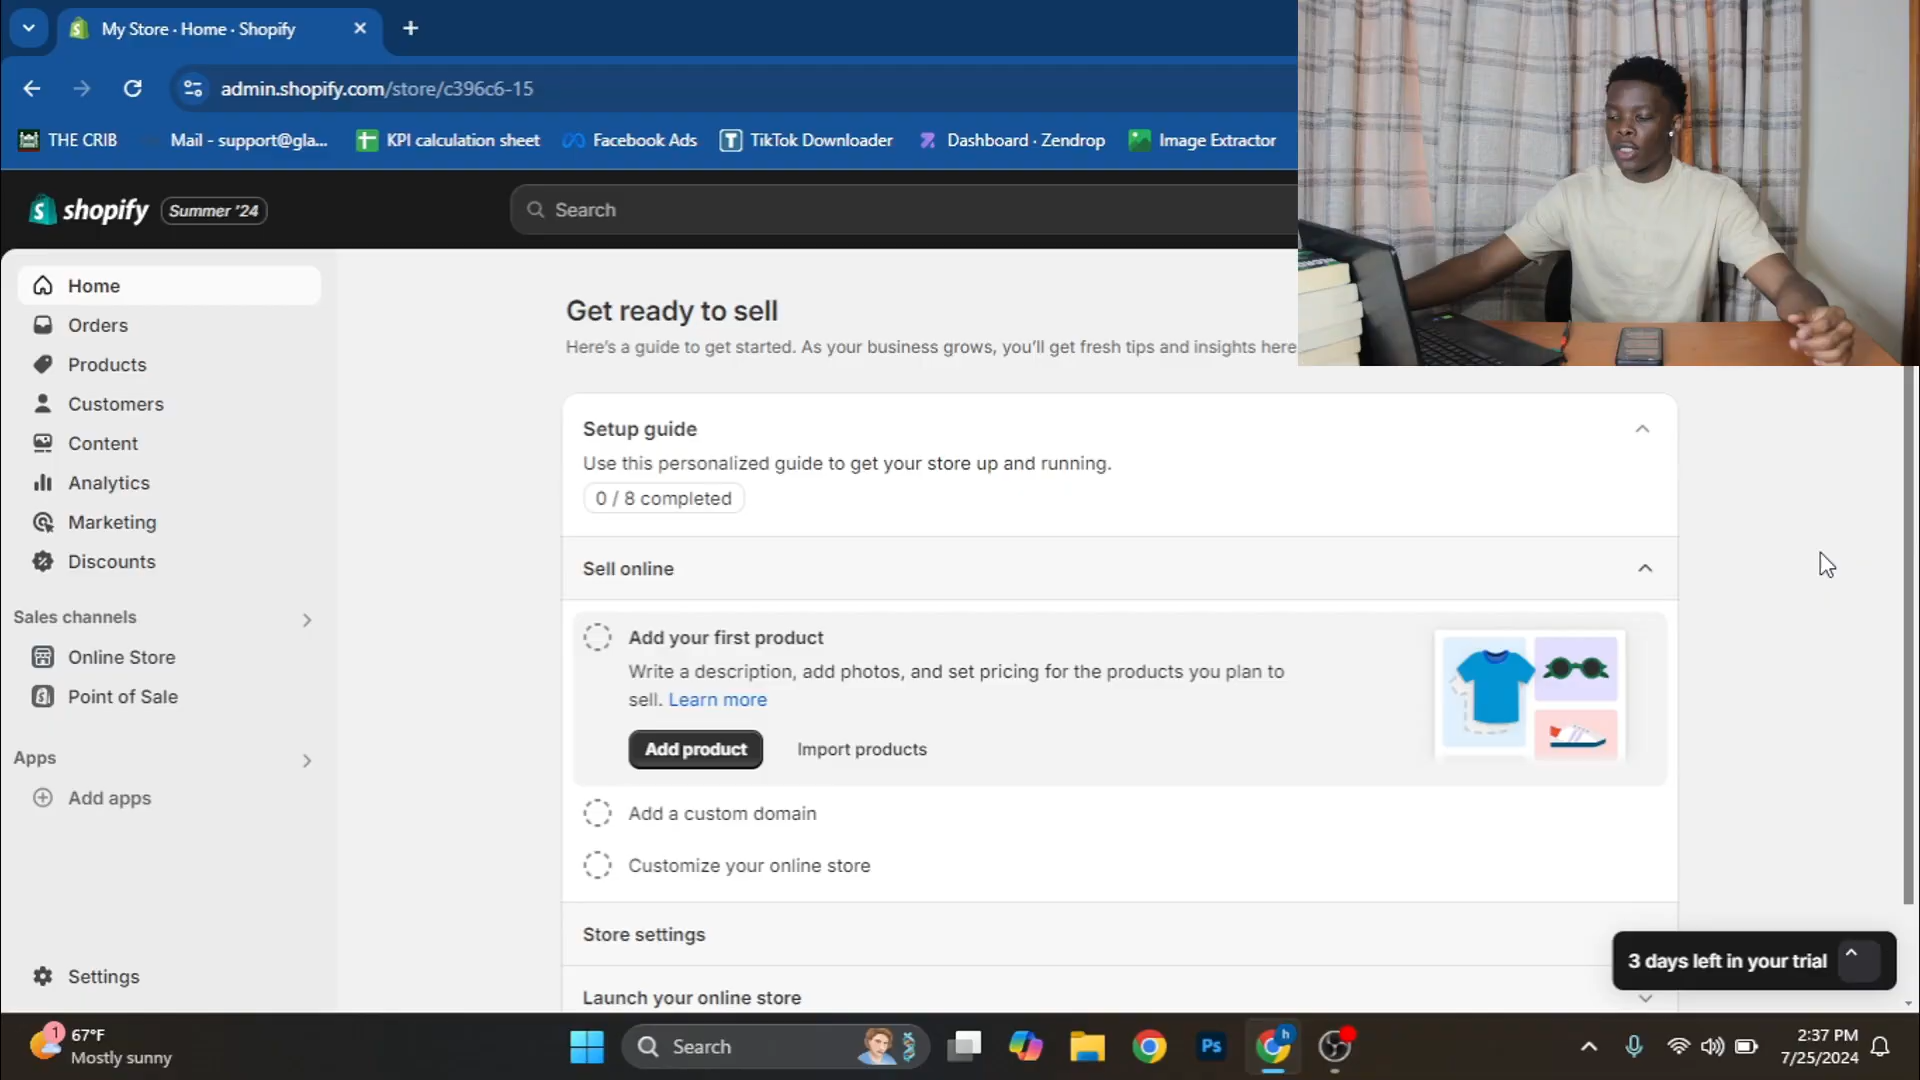 My Store · Home · Shopify
admin.shopify.com/store/c396c6-15
THE CRIB
Mail - support@gla...
KPI calculation sheet
Facebook Ads
TikTok Downloader
Dashboard · Zendrop
Image Extractor
shopify
Summer '24
Search
Home
Orders
Products
Customers
Content
Analytics
Marketing
Discounts
Sales channels
Online Store
Point of Sale
Apps
Add apps
Settings
Get ready to sell
Here's a guide to get started. As your business grows, you'll get fresh tips and insights here
Setup guide
Use this personalized guide to get your store up and running.
0 / 8 completed
Sell online
Add your first product
Write a description, add photos, and set pricing for the products you plan to
sell. Learn more
Add product
Import products
Add a custom domain
Customize your online store
Store settings
Launch your online store
3 days left in your trial
1
67°F
Mostly sunny
Search
Ps
h
2:37 PM
7/25/2024